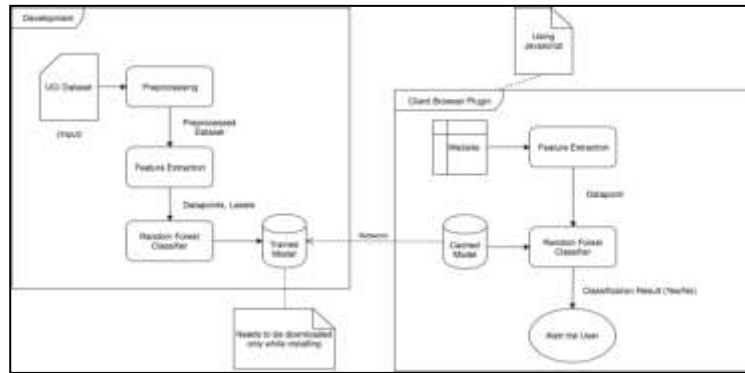 Development
Using
Javascript
UCI Dataset
Preprocessing
(Input)
Preprocessed
Dataset
Feature Extraction
Datapoints, Labels
Random Forest
Classifier
Trained
Model
Needs to be downloaded
only while installing
Network
Client Browser Plugin
Website
Feature Extraction
Datapoint
Cached
Model
Random Forest
Classifier
Classification Result (Yes/No)
Alert the User